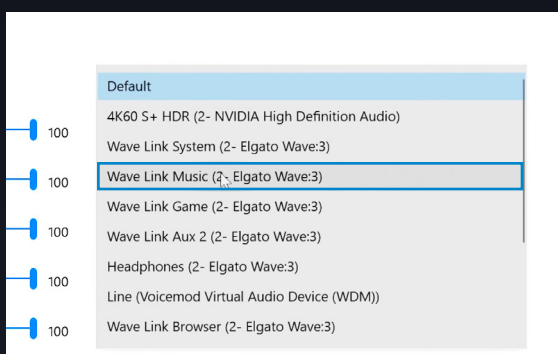 Default
4K60 S+ HDR (2- NVIDIA High Definition Audio)
100
Wave Link System (2- Elgato Wave:3)
Wave Link Music (2- Elgato Wave:3)
100
Wave Link Game (2- Elgato Wave:3)
100
Wave Link Aux 2 (2- Elgato Wave:3)
Headphones (2- Elgato Wave:3)
100
Line (Voicemod Virtual Audio Device (WDM))
Wave Link Browser (2- Elgato Wave:3)
100